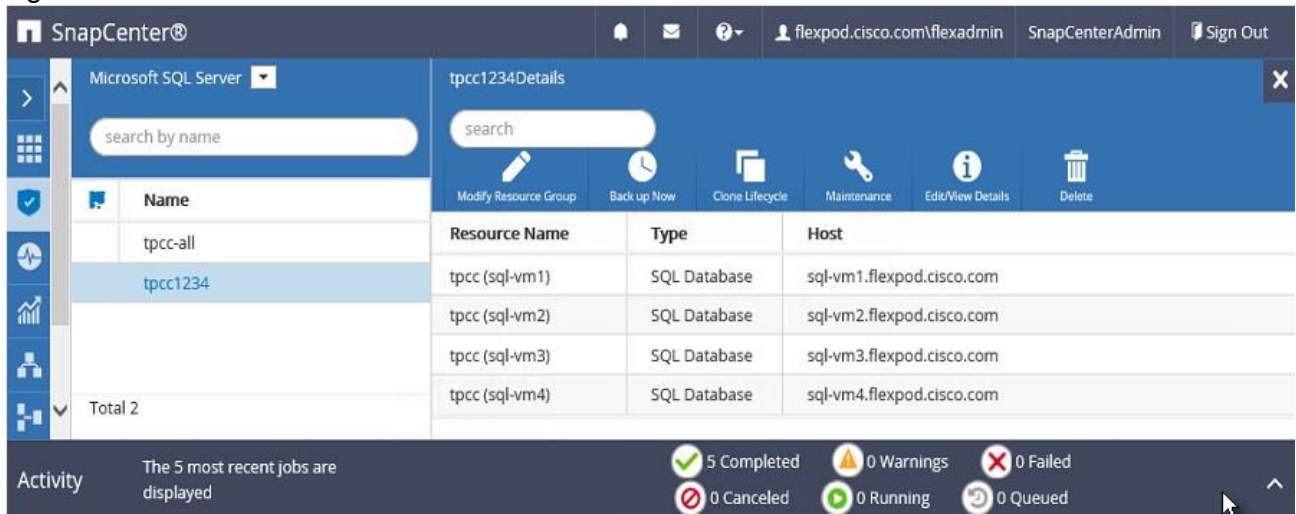 SnapCenter®
flexpod.cisco.com\flexadmin SnapCenterAdmin Sign Out
Microsoft SQL Server
search by name
Name
tpcc-all
tpcc1234
Total 2
tpcc1234Details
search
Modify Resource Group Back up Now Clone Lifecycle Maintenance Edit/View Details Delete
Resource Name Type Host
tpcc (sql-vm1) SQL Database sql-vm1.flexpod.cisco.com
tpcc (sql-vm2) SQL Database sql-vm2.flexpod.cisco.com
tpcc (sql-vm3) SQL Database sql-vm3.flexpod.cisco.com
tpcc (sql-vm4) SQL Database sql-vm4.flexpod.cisco.com
Activity
The 5 most recent jobs are
displayed
5 Completed 0 Warnings 0 Failed
0 Canceled 0 Running 0 Queued